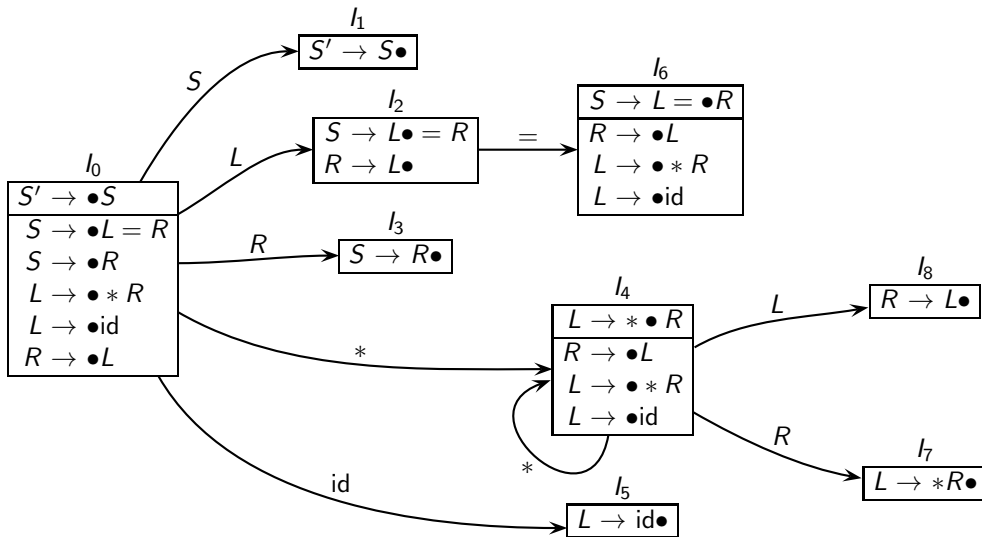 I₁
S′ → S●
S
I₆
S → L = ●R
R → ●L
L → ● ∗ R
L → ●id
I₂
S → L● = R
R → L●
=
L
I₀
S′ → ●S
S → ●L = R
S → ●R
L → ● ∗ R
L → ●id
R → ●L
R
I₃
S → R●
I₈
R → L●
L
I₄
L → ∗ ● R
R → ●L
L → ● ∗ R
L → ●id
∗
∗
R
I₇
L → ∗R●
id
I₅
L → id●